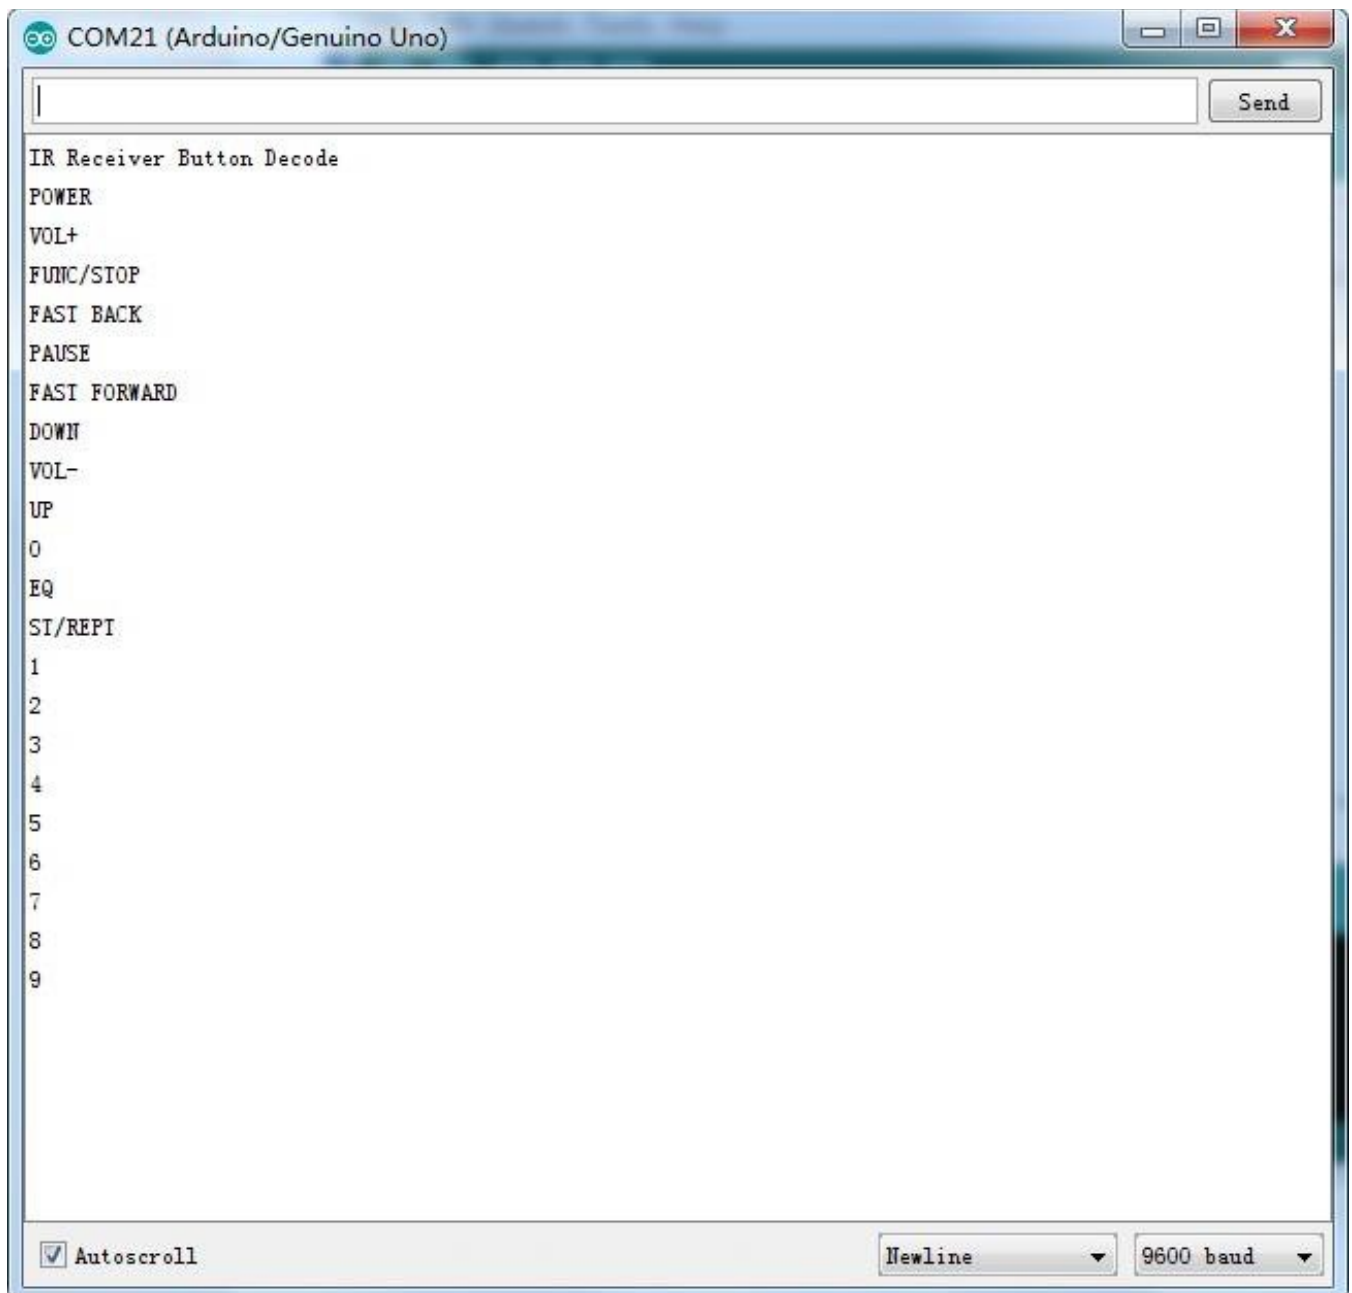 COM21 (Arduino/Genuino Uno)
Send
IR Receiver Button Decode
POWER
VOL+
FUNC/STOP
FAST BACK
PAUSE
FAST FORWARD
DOWN
VOL-
UP
0
EQ
ST/REPT
1
2
3
4
5
6
7
8
9
Autoscroll
Newline
9600 baud